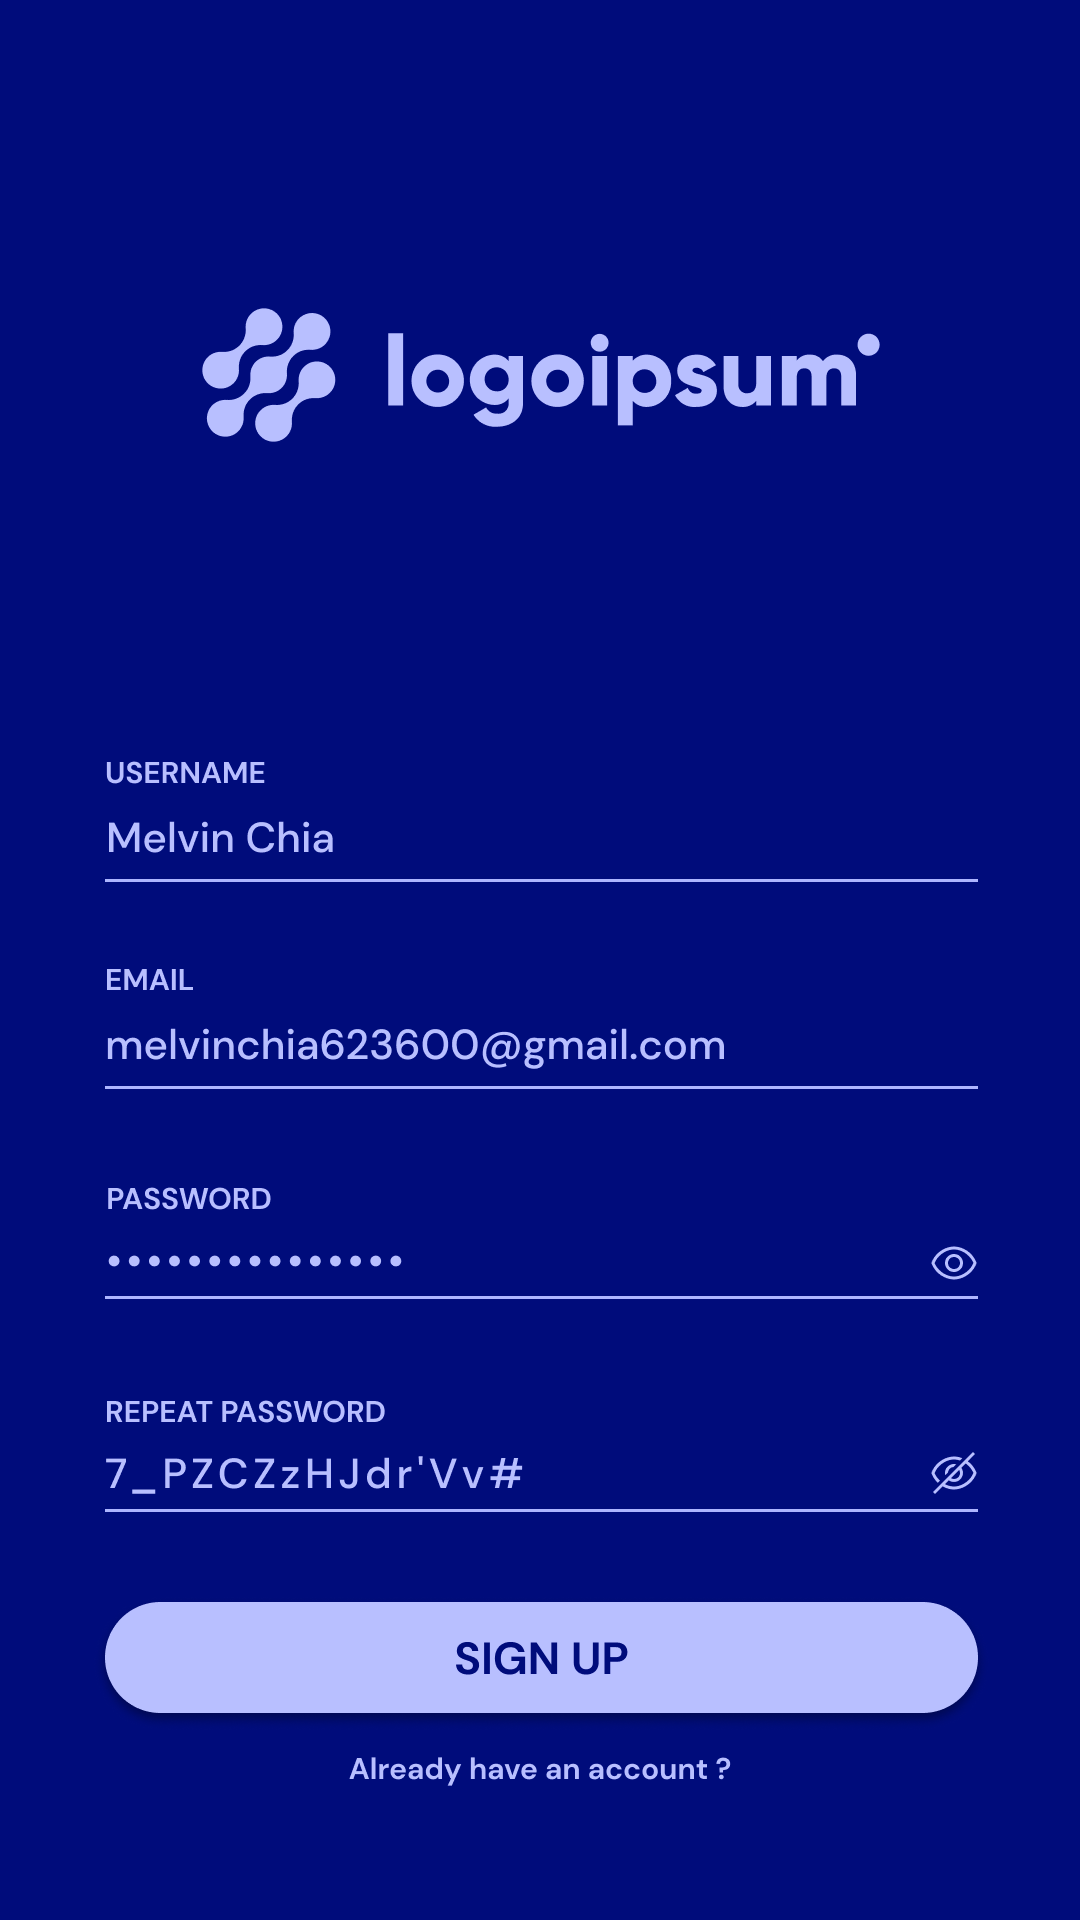 logoipsum
USERNAME
Melvin Chia
EMAIL
melvinchia623600@gmail.com
PASSWORD
•••••••••••••••
REPEAT PASSWORD
7_PZCZzHJdr'Vv#
SIGN UP
Already have an account ?